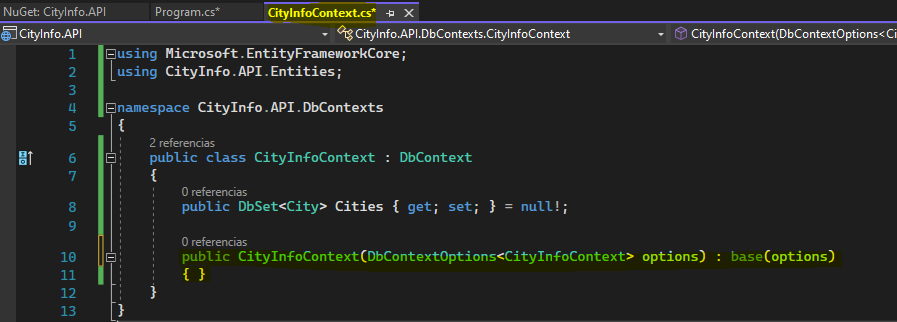 NuGet: CityInfo.API Program.cs* CityInfoContext.cs*
CityInfo.API CityInfo.API.DbContexts.CityInfoContext CityInfoContext(DbContextOptions<C
1 using Microsoft.EntityFrameworkCore;
2 using CityInfo.API.Entities;
3
4 namespace CityInfo.API.DbContexts
5 {
2 referencias
6 public class CityInfoContext : DbContext
7 {
0 referencias
8 public DbSet<City> Cities { get; set; } = null!;
9
0 referencias
10 public CityInfoContext(DbContextOptions<CityInfoContext> options) : base(options)
11 { }
12 }
13 }